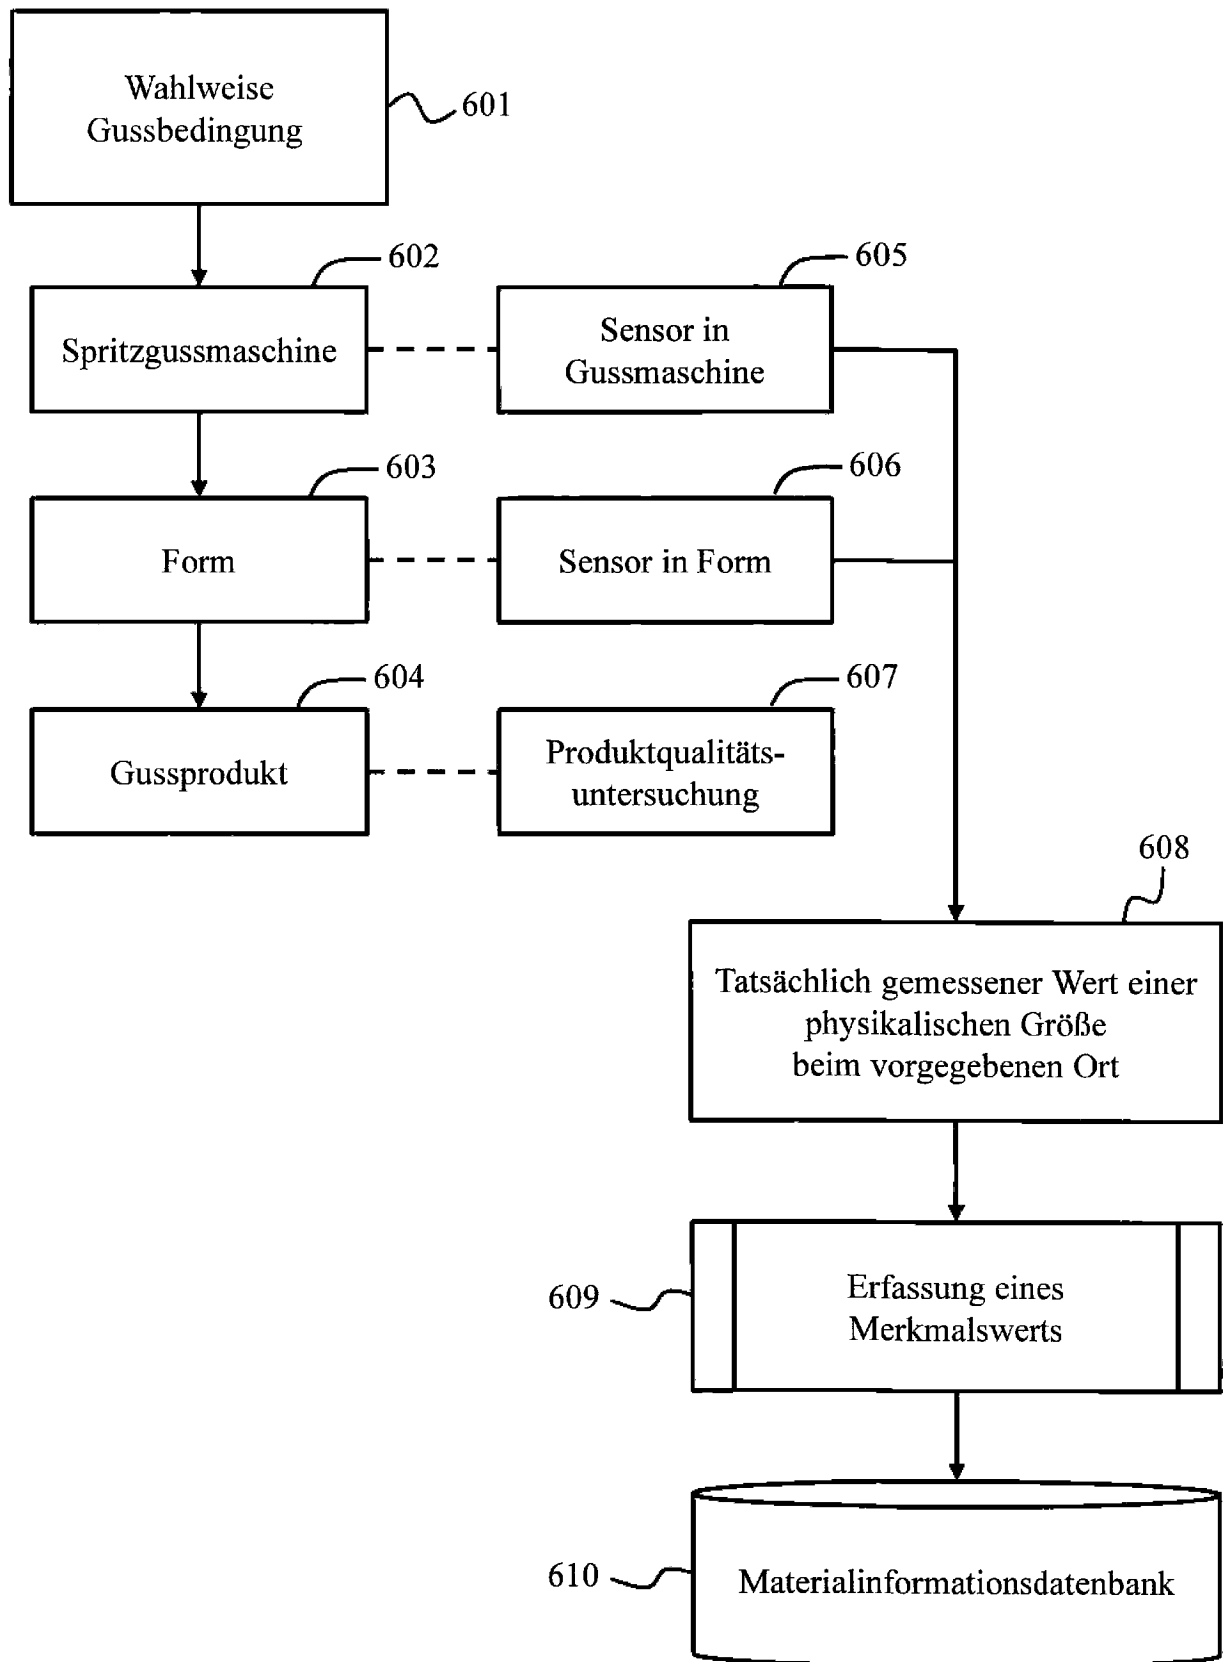 Wahlweise
Gussbedingung
601
602
Spritzgussmaschine
605
Sensor in
Gussmaschine
603
Form
606
Sensor in Form
604
Gussprodukt
607
Produktqualitäts-
untersuchung
608
Tatsächlich gemessener Wert einer
physikalischen Größe
beim vorgegebenen Ort
609
Erfassung eines
Merkmalswerts
610
Materialinformationsdatenbank